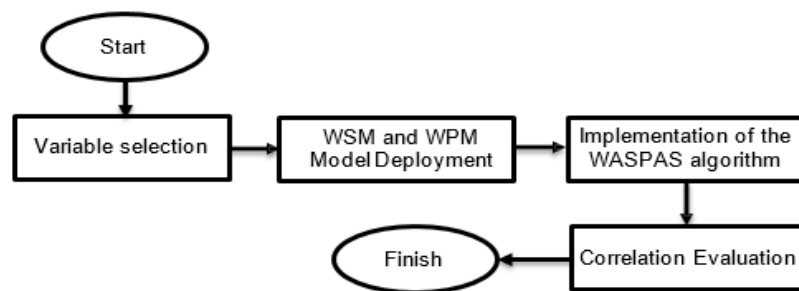 Start
Variable selection
WSM and WPM
Model Deployment
Implementation of the
WASPAS algorithm
Correlation Evaluation
Finish